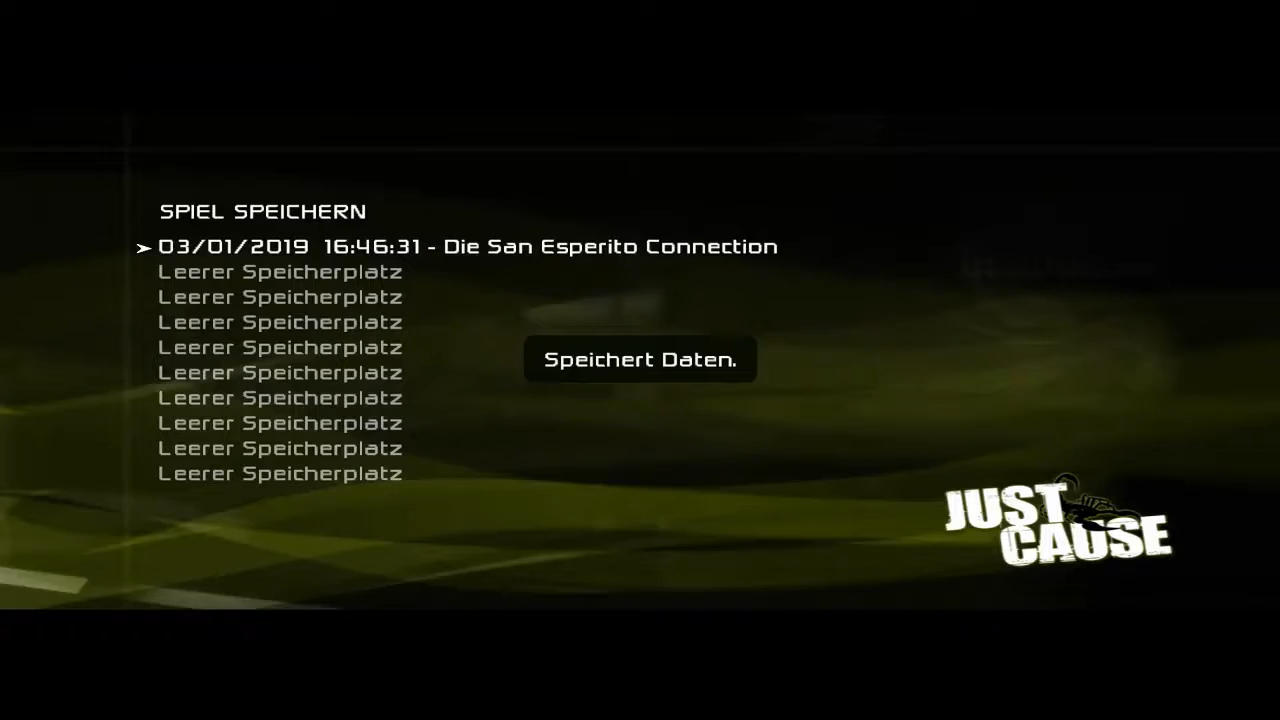 SPIEL SPEICHERN
➤ 03/01/2019 16:46:31 - Die San Esperito Connection
Leerer Speicherplatz
Leerer Speicherplatz
Leerer Speicherplatz
Leerer Speicherplatz
Leerer Speicherplatz
Leerer Speicherplatz
Leerer Speicherplatz
Leerer Speicherplatz
Leerer Speicherplatz
Speichert Daten.
JUST
CAUSE